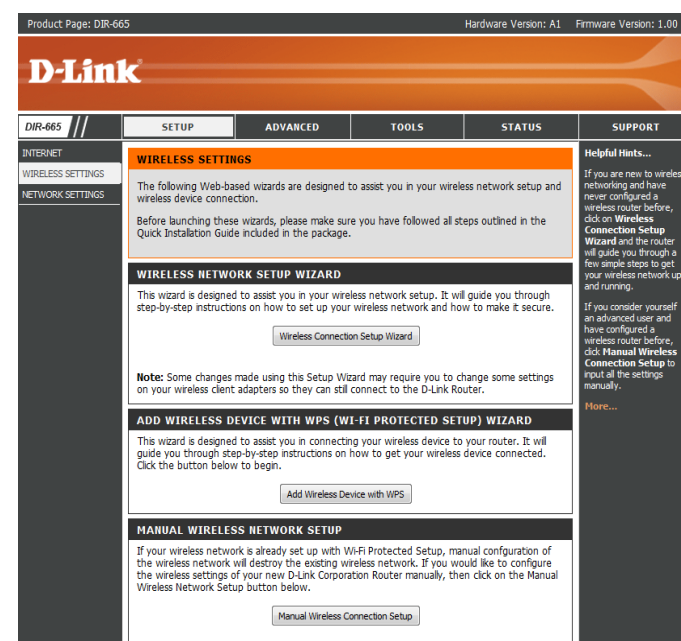 Product Page: DIR-665 Hardware Version: A1 Firmware Version: 1.00
D-Link
DIR-665 SETUP ADVANCED TOOLS STATUS SUPPORT
INTERNET
WIRELESS SETTINGS
NETWORK SETTINGS
WIRELESS SETTINGS
The following Web-based wizards are designed to assist you in your wireless network setup and
wireless device connection.
Before launching these wizards, please make sure you have followed all steps outlined in the
Quick Installation Guide included in the package.
WIRELESS NETWORK SETUP WIZARD
This wizard is designed to assist you in your wireless network setup. It will guide you through
step-by-step instructions on how to set up your wireless network and how to make it secure.
Wireless Connection Setup Wizard
Note: Some changes made using this Setup Wizard may require you to change some settings
on your wireless client adapters so they can still connect to the D-Link Router.
ADD WIRELESS DEVICE WITH WPS (WI-FI PROTECTED SETUP) WIZARD
This wizard is designed to assist you in connecting your wireless device to your router. It will
guide you through step-by-step instructions on how to get your wireless device connected.
Click the button below to begin.
Add Wireless Device with WPS
MANUAL WIRELESS NETWORK SETUP
If your wireless network is already set up with Wi-Fi Protected Setup, manual confguration of
the wireless network will destroy the existing wireless network. If you would like to configure
the wireless settings of your new D-Link Corporation Router manually, then click on the Manual
Wireless Network Setup button below.
Manual Wireless Connection Setup
Helpful Hints...
If you are new to wireles
networking and have
never configured a
wireless router before,
click on Wireless
Connection Setup
Wizard and the router
will guide you through a
few simple steps to get
your wireless network up
and running.
If you consider yourself
an advanced user and
have configured a
wireless router before,
click Manual Wireless
Connection Setup to
input all the settings
manually.
More...